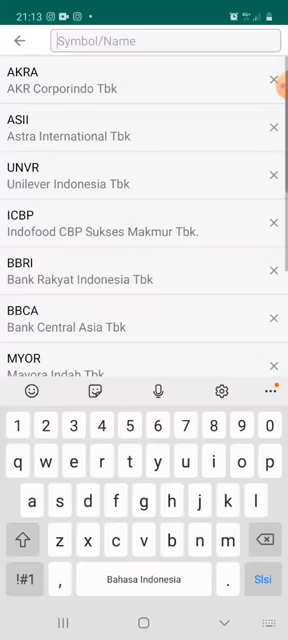 21:13
Symbol/Name
AKRA
AKR Corporindo Tbk
ASII
Astra International Tbk
UNVR
Unilever Indonesia Tbk
ICBP
Indofood CBP Sukses Makmur Tbk.
BBRI
Bank Rakyat Indonesia Tbk
BBCA
Bank Central Asia Tbk
MYOR
Mayora Indah Tbk
1 2 3 4 5 6 7 8 9 0
q w e r t y u i o p
a s d f g h j k l
z x c v b n m
!#1 , Bahasa Indonesia . Slsi